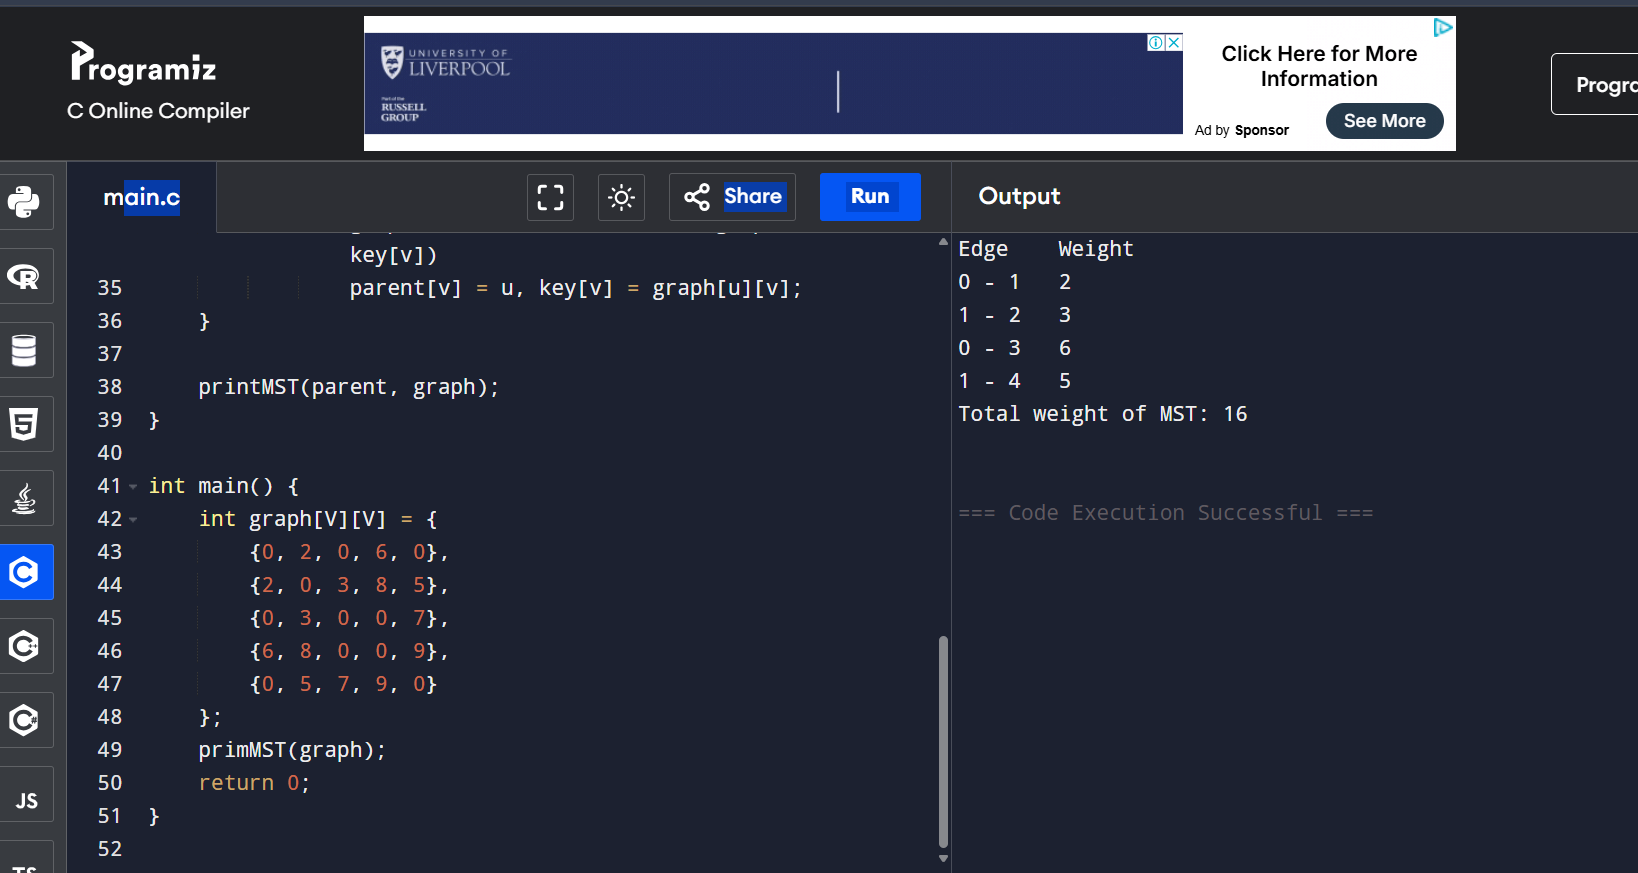 Programiz
C Online Compiler
UNIVERSITY OF
LIVERPOOL
Part of the
RUSSELL
GROUP
Click Here for More
Information
Ad by Sponsor
See More
Progra
main.c
Share
Run
Output
key[v])
35 parent[v] = u, key[v] = graph[u][v];
36 }
37
38 printMST(parent, graph);
39 }
40
41 int main() {
42 int graph[V][V] = {
43 {0, 2, 0, 6, 0},
44 {2, 0, 3, 8, 5},
45 {0, 3, 0, 0, 7},
46 {6, 8, 0, 0, 9},
47 {0, 5, 7, 9, 0}
48 };
49 primMST(graph);
50 return 0;
51 }
52
Edge Weight
0 - 1 2
1 - 2 3
0 - 3 6
1 - 4 5
Total weight of MST: 16
=== Code Execution Successful ===
R
5
C
C++
C#
JS
TS